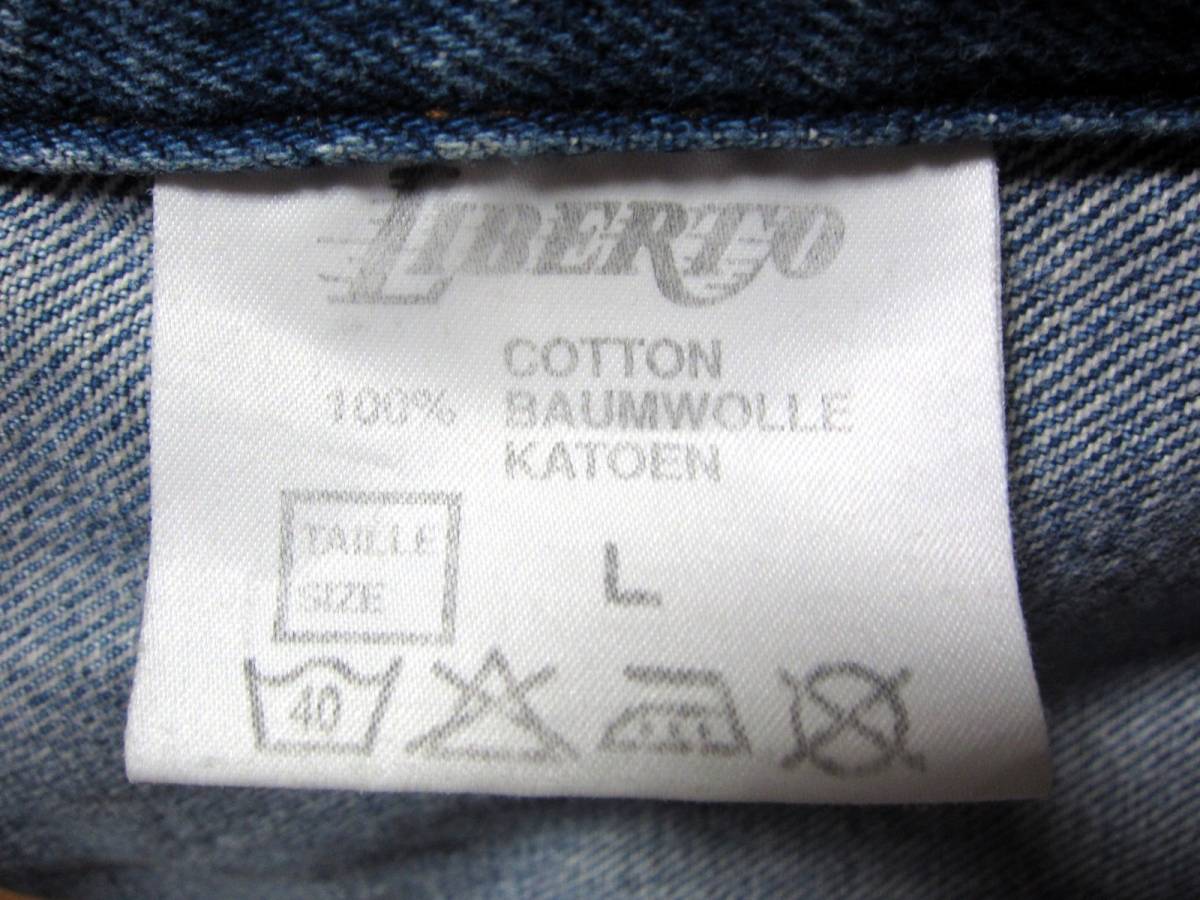 LIBERTO
COTTON
100% BAUMWOLLE
KATOEN
TAILLE
SIZE
L
40